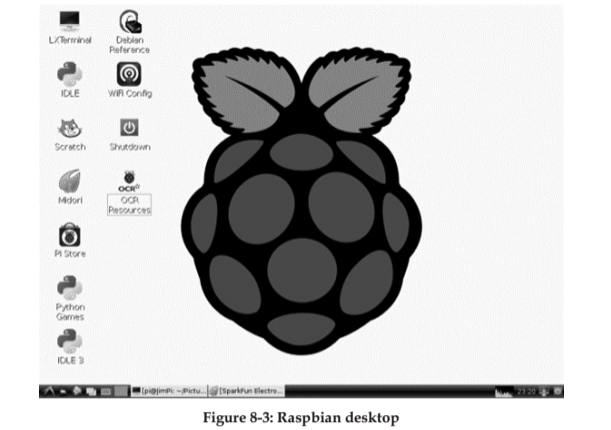 LXTerminal
Debian
Reference
IDLE
WiFi Config
Scratch
Shutdown
Midori
OCR
OCR
Resources
Pi Store
Python
Games
IDLE 3
[pi@JimPi: ~/Pictu...
[SparkFun Electro...
23:20
Figure 8-3: Raspbian desktop